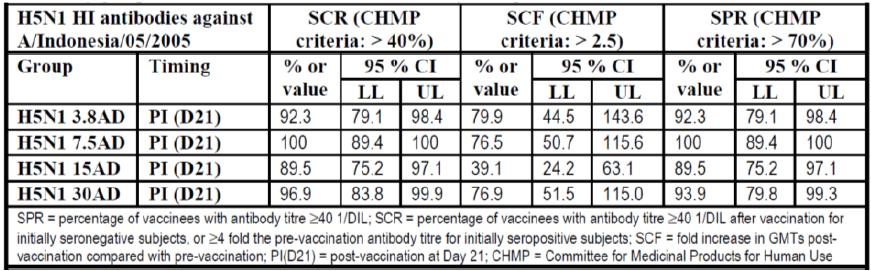 H5N1 HI antibodies against A/Indonesia/05/2005 SCR (CHMP criteria: > 40%) SCF (CHMP criteria: > 2.5) SPR (CHMP criteria: > 70%)
Group Timing % or value 95 % CI % or value 95 % CI % or value 95 % CI
LL UL LL UL LL UL
H5N1 3.8AD PI (D21) 92.3 79.1 98.4 79.9 44.5 143.6 92.3 79.1 98.4
H5N1 7.5AD PI (D21) 100 89.4 100 76.5 50.7 115.6 100 89.4 100
H5N1 15AD PI (D21) 89.5 75.2 97.1 39.1 24.2 63.1 89.5 75.2 97.1
H5N1 30AD PI (D21) 96.9 83.8 99.9 76.9 51.5 115.0 93.9 79.8 99.3
SPR = percentage of vaccinees with antibody titre ≥40 1/DIL; SCR = percentage of vaccinees with antibody titre ≥40 1/DIL after vaccination for
initially seronegative subjects, or ≥4 fold the pre-vaccination antibody titre for initially seropositive subjects; SCF = fold increase in GMTs post-
vaccination compared with pre-vaccination; PI(D21) = post-vaccination at Day 21; CHMP = Committee for Medicinal Products for Human Use